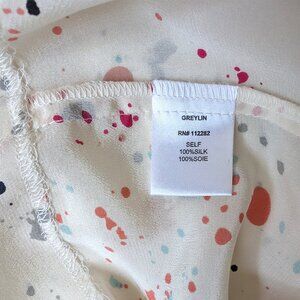 GREYLIN
RN# 112282
SELF
100%SILK
100%SOIE